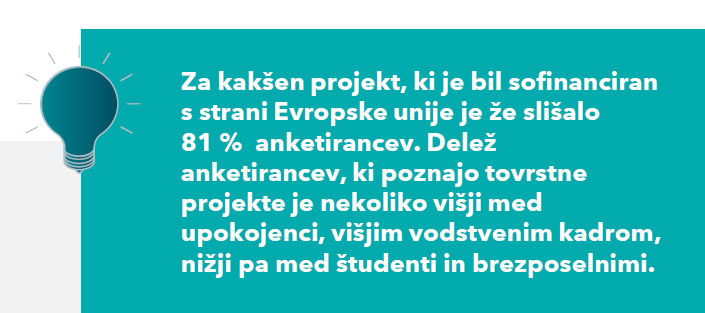 Za kakšen projekt, ki je bil sofinanciran
s strani Evropske unije je že slišalo
81 % anketirancev. Delež
anketirancev, ki poznajo tovrstne
projekte je nekoliko višji med
upokojenci, višjim vodstvenim kadrom,
nižji pa med študenti in brezposelnimi.